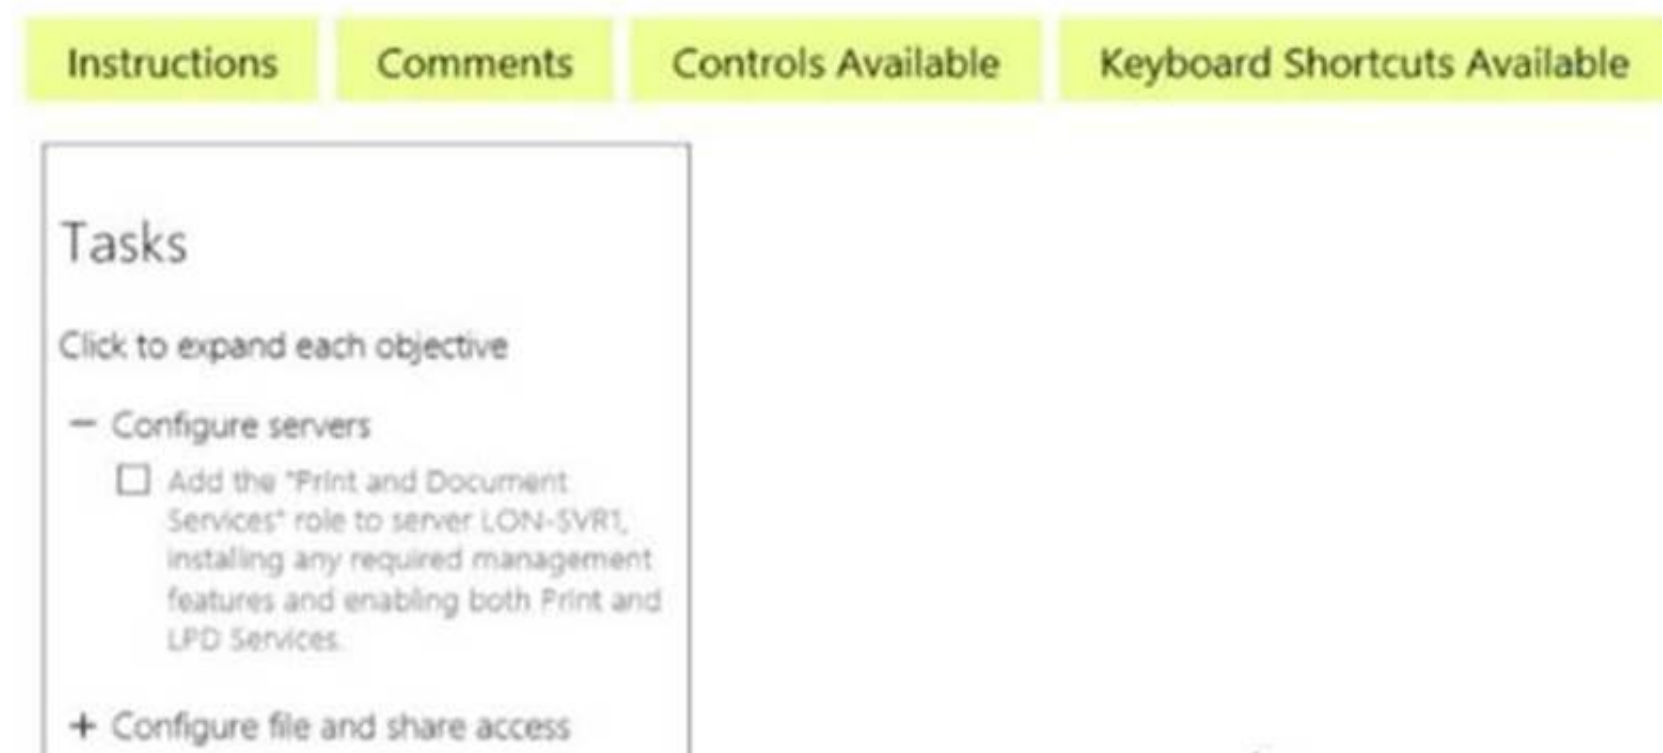 Instructions Comments Controls Available Keyboard Shortcuts Available
Tasks
Click to expand each objective
− Configure servers
Add the "Print and Document
Services" role to server LON-SVR1,
installing any required management
features and enabling both Print and
LPD Services.
+ Configure file and share access